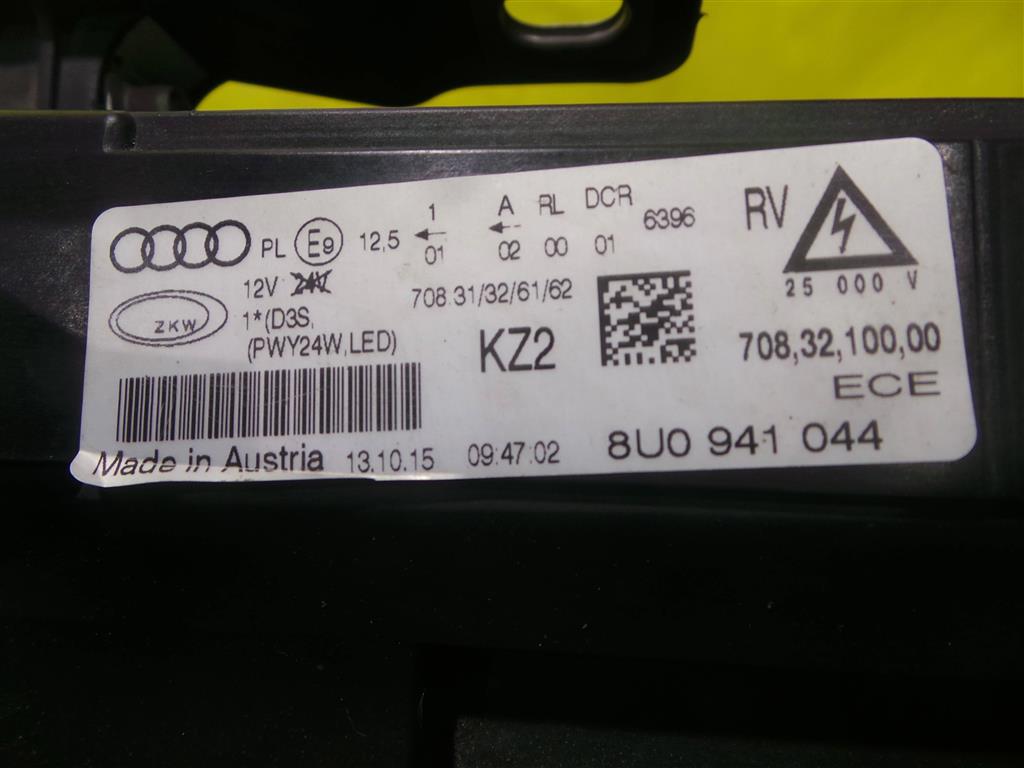 PL E9 12,5 ← 1 01 ← A 02 RL 00 DCR 01 6396 RV
12V 24V 708.31/32/61/62 25 000 V
ZKW 1*(D3S,
(PWY24W,LED) KZ2 708,32,100,00
ECE
Made in Austria 13.10.15 09:47:02 8U0 941 044